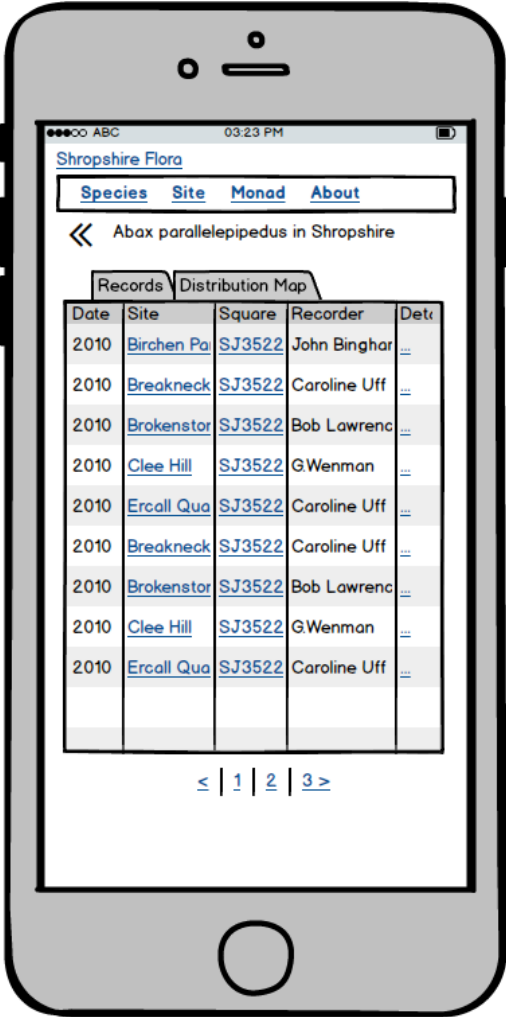 ABC 03:23 PM
Shropshire Flora
Species Site Monad About
Abax parallelepipedus in Shropshire
Records Distribution Map
Date Site Square Recorder Deta
2010 Birchen Par SJ3522 John Binghar ...
2010 Breakneck SJ3522 Caroline Uff ...
2010 Brokenstor SJ3522 Bob Lawrenc ...
2010 Clee Hill SJ3522 G.Wenman ...
2010 Ercall Qua SJ3522 Caroline Uff ...
2010 Breakneck SJ3522 Caroline Uff ...
2010 Brokenstor SJ3522 Bob Lawrenc ...
2010 Clee Hill SJ3522 G.Wenman ...
2010 Ercall Qua SJ3522 Caroline Uff ...
< | 1 | 2 | 3 >